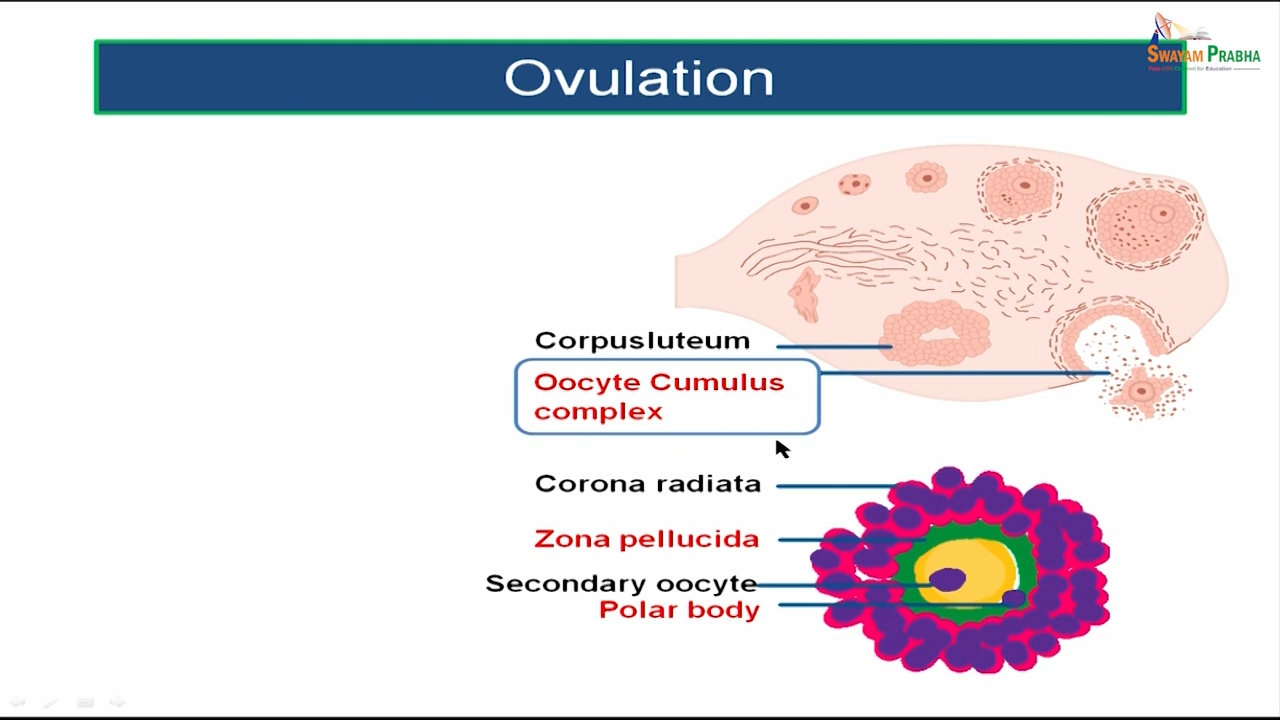 SWAYAM PRABHA
Ovulation
Corpusluteum
Oocyte Cumulus
complex
Corona radiata
Zona pellucida
Secondary oocyte
Polar body